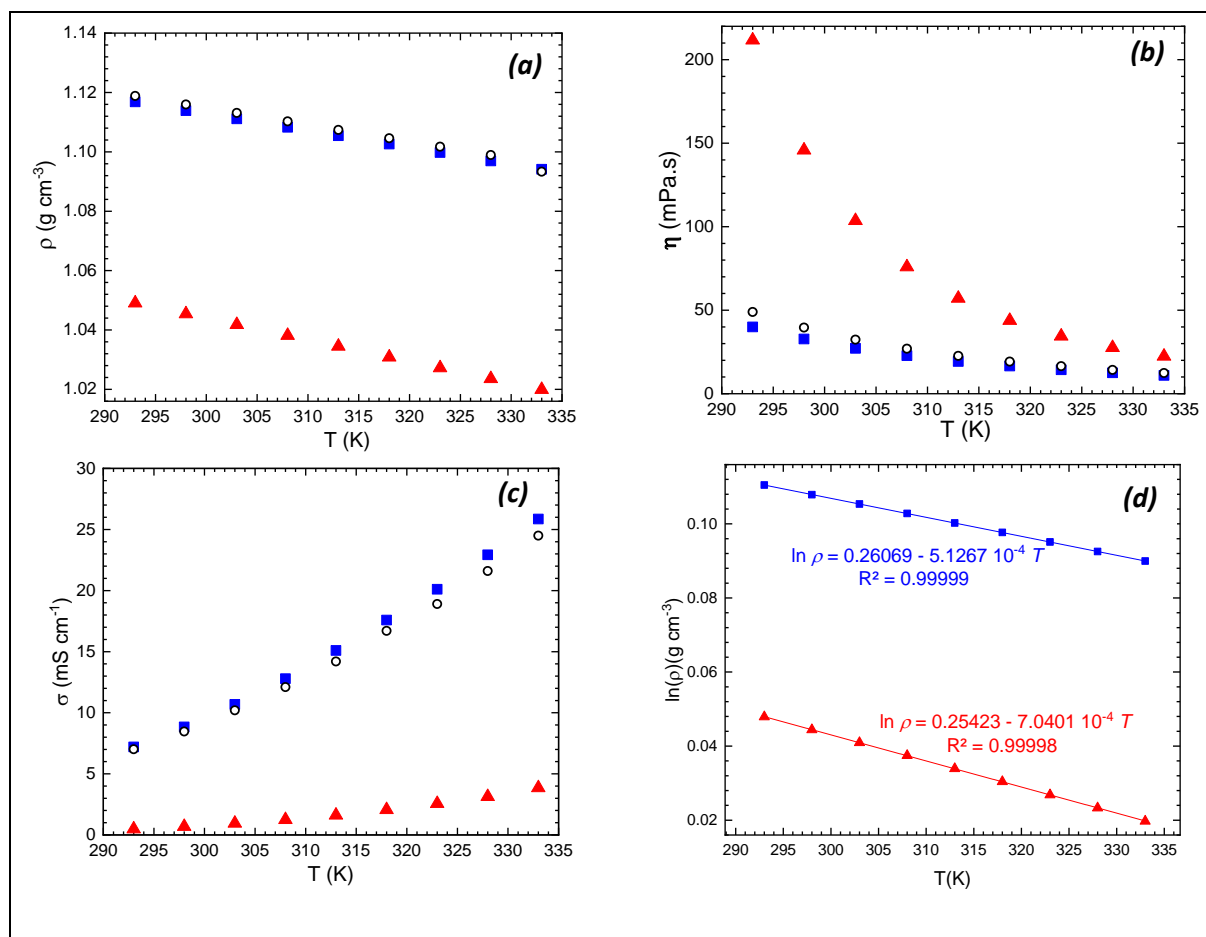 (a)
1.14
1.12
1.10
1.08
1.06
1.04
1.02
ρ (g cm⁻³)
290 295 300 305 310 315 320 325 330 335
T (K)
(b)
200
150
100
50
0
η (mPa.s)
290 295 300 305 310 315 320 325 330 335
T (K)
(c)
30
25
20
15
10
5
0
σ (mS cm⁻¹)
290 295 300 305 310 315 320 325 330 335
T (K)
(d)
0.10
0.08
0.06
0.04
0.02
ln(ρ)(g cm⁻³)
ln ρ = 0.26069 - 5.1267 10⁻⁴ T
R² = 0.99999
ln ρ = 0.25423 - 7.0401 10⁻⁴ T
R² = 0.99998
290 295 300 305 310 315 320 325 330 335
T(K)